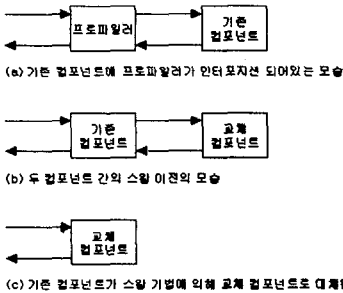 프로파일러
기존
컴포넌트
(a) 기존 컴포넌트에 프로파일러가 인터포지션 되어있는 모습
기존
컴포넌트
교체
컴포넌트
(b) 두 컴포넌트 간의 스왑 이전의 모습
교체
컴포넌트
(c) 기존 컴포넌트가 스왑 기법에 의해 교체 컴포넌트로 대체